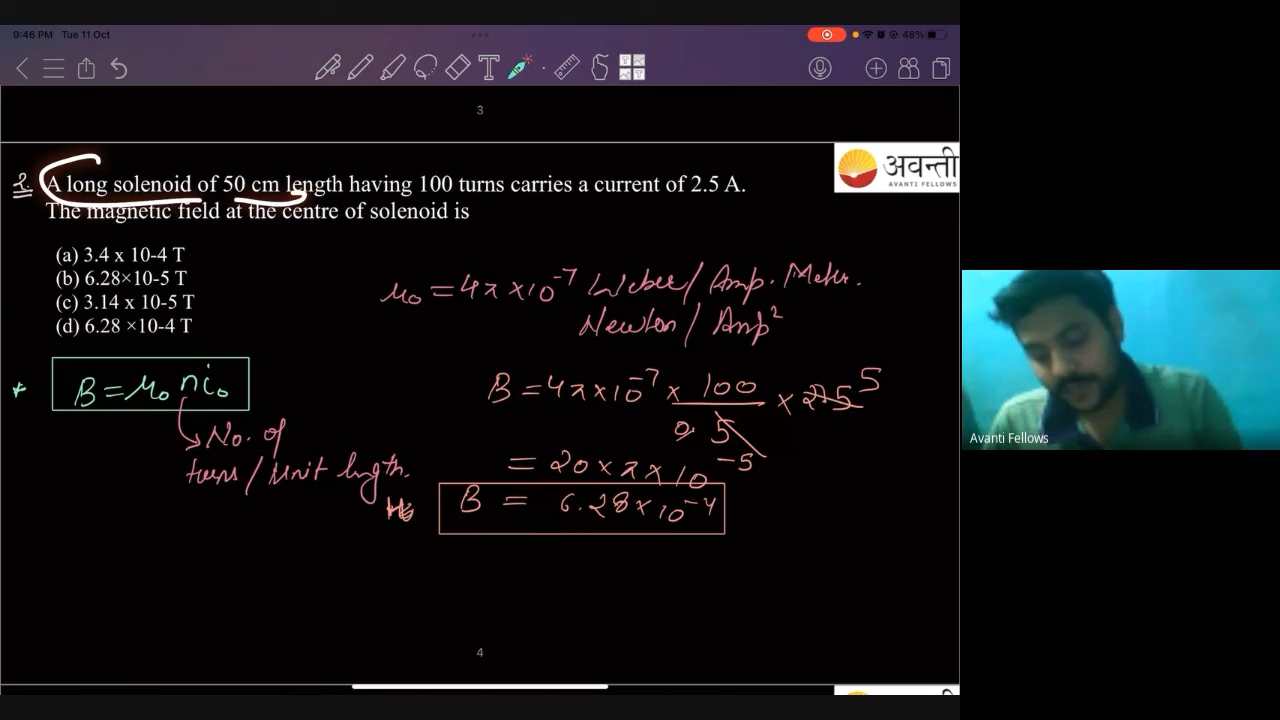 9:46 PM Tue 11 Oct
48%
3
अवन्ती
AVANTI FELLOWS
2. A long solenoid of 50 cm length having 100 turns carries a current of 2.5 A.
The magnetic field at the centre of solenoid is
(a) 3.4 x 10-4 T
(b) 6.28×10-5 T
(c) 3.14 x 10-5 T
(d) 6.28 ×10-4 T
μ₀ = 4π×10⁻⁷ Weber/Amp. Meter.
Newton/Amp²
B = μ₀ n i₀
No. of
turns/Unit length.
B = 4π×10⁻⁷ × 100/0.5 × 2.5 5
= 20×π×10⁻⁵
B = 6.28×10⁻⁴
Avanti Fellows
4